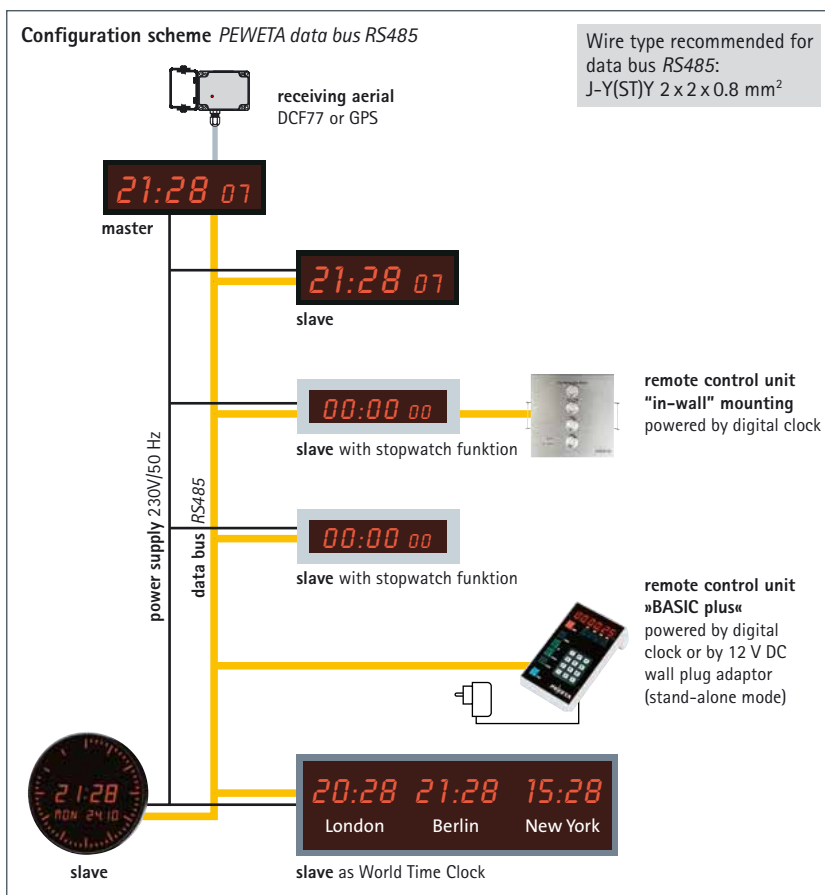 Configuration scheme PEWETA data bus RS485
Wire type recommended for
data bus RS485:
J-Y(ST)Y 2 x 2 x 0.8 mm²
receiving aerial
DCF77 or GPS
21:28 07
master
21:28 07
slave
00:00 00
slave with stopwatch funktion
remote control unit
"in-wall" mounting
powered by digital clock
power supply 230V/50 Hz
data bus RS485
00:00 00
slave with stopwatch funktion
remote control unit
»BASIC plus«
powered by digital
clock or by 12 V DC
wall plug adaptor
(stand-alone mode)
PEWETA
21:28
MON 24.10
slave
20:28 21:28 15:28
London Berlin New York
slave as World Time Clock